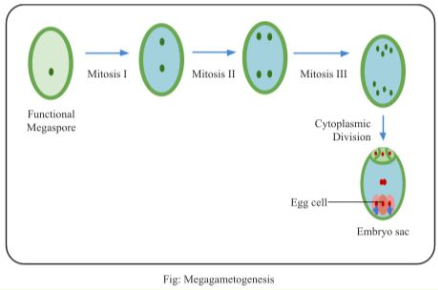 Mitosis I
Mitosis II
Mitosis III
Functional
Megaspore
Cytoplasmic
Division
Egg cell
Embryo sac
Fig: Megagametogenesis